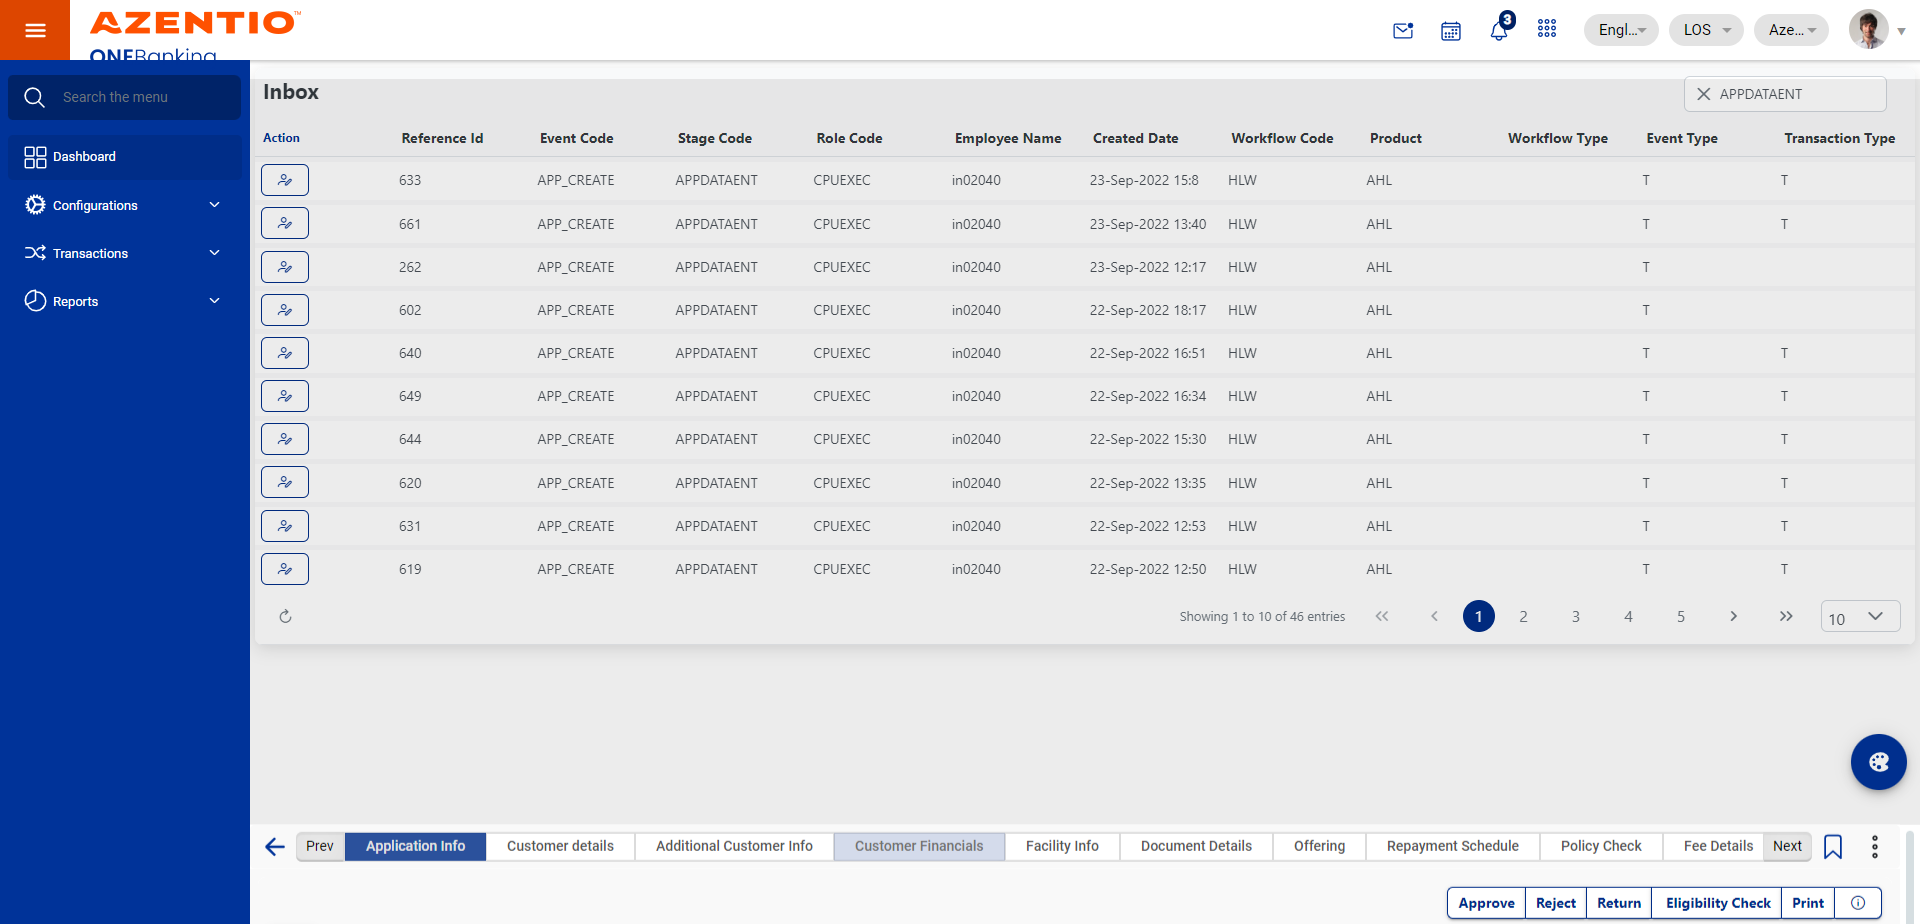 AZENTIO™
ONEBanking
3
Engl...
LOS
Aze...
Search the menu
Dashboard
Configurations
Transactions
Reports
Inbox
APPDATAENT
Action Reference Id Event Code Stage Code Role Code Employee Name Created Date Workflow Code Product Workflow Type Event Type Transaction Type
633 APP_CREATE APPDATAENT CPUEXEC in02040 23-Sep-2022 15:8 HLW AHL T T
661 APP_CREATE APPDATAENT CPUEXEC in02040 23-Sep-2022 13:40 HLW AHL T T
262 APP_CREATE APPDATAENT CPUEXEC in02040 23-Sep-2022 12:17 HLW AHL T
602 APP_CREATE APPDATAENT CPUEXEC in02040 22-Sep-2022 18:17 HLW AHL T
640 APP_CREATE APPDATAENT CPUEXEC in02040 22-Sep-2022 16:51 HLW AHL T T
649 APP_CREATE APPDATAENT CPUEXEC in02040 22-Sep-2022 16:34 HLW AHL T T
644 APP_CREATE APPDATAENT CPUEXEC in02040 22-Sep-2022 15:30 HLW AHL T T
620 APP_CREATE APPDATAENT CPUEXEC in02040 22-Sep-2022 13:35 HLW AHL T T
631 APP_CREATE APPDATAENT CPUEXEC in02040 22-Sep-2022 12:53 HLW AHL T T
619 APP_CREATE APPDATAENT CPUEXEC in02040 22-Sep-2022 12:50 HLW AHL T T
Showing 1 to 10 of 46 entries 1 2 3 4 5 10
Prev Application Info Customer details Additional Customer Info Customer Financials Facility Info Document Details Offering Repayment Schedule Policy Check Fee Details Next
Approve Reject Return Eligibility Check Print